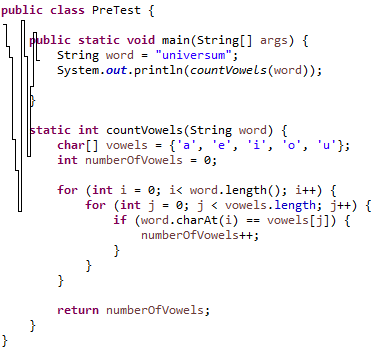 public class PreTest {
public static void main(String[] args) {
String word = "universum";
System.out.println(countVowels(word));
}
static int countVowels(String word) {
char[] vowels = {'a', 'e', 'i', 'o', 'u'};
int numberOfVowels = 0;
for (int i = 0; i< word.length(); i++) {
for (int j = 0; j < vowels.length; j++) {
if (word.charAt(i) == vowels[j]) {
numberOfVowels++;
}
}
}
return numberOfVowels;
}
}